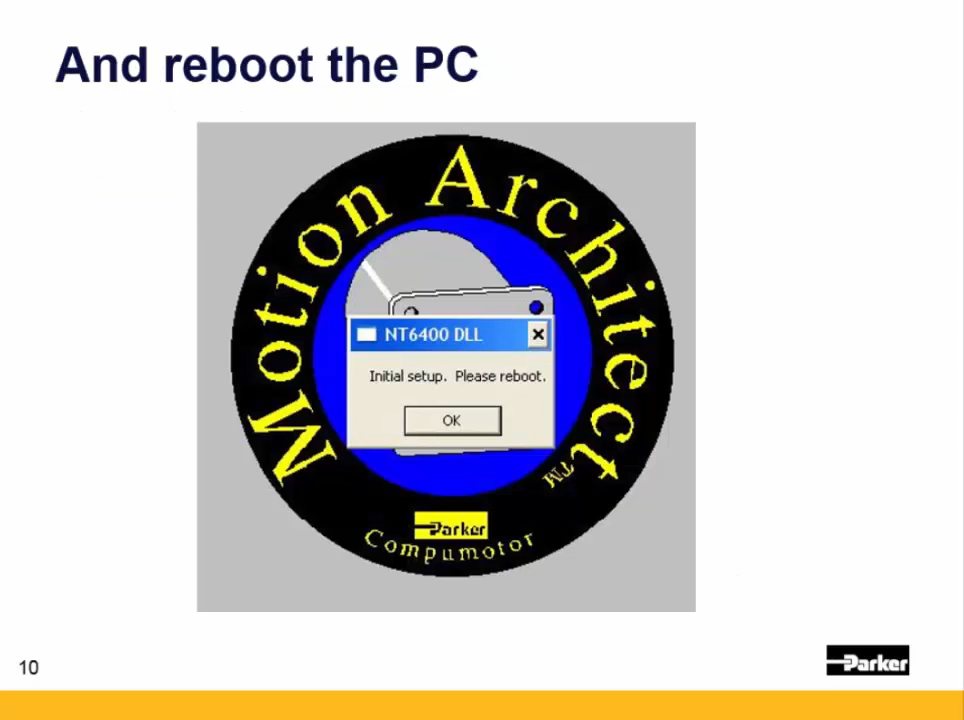 And reboot the PC
Motion Architect
TM
NT6400 DLL
Initial setup. Please reboot.
OK
Parker
Compumotor
10
Parker